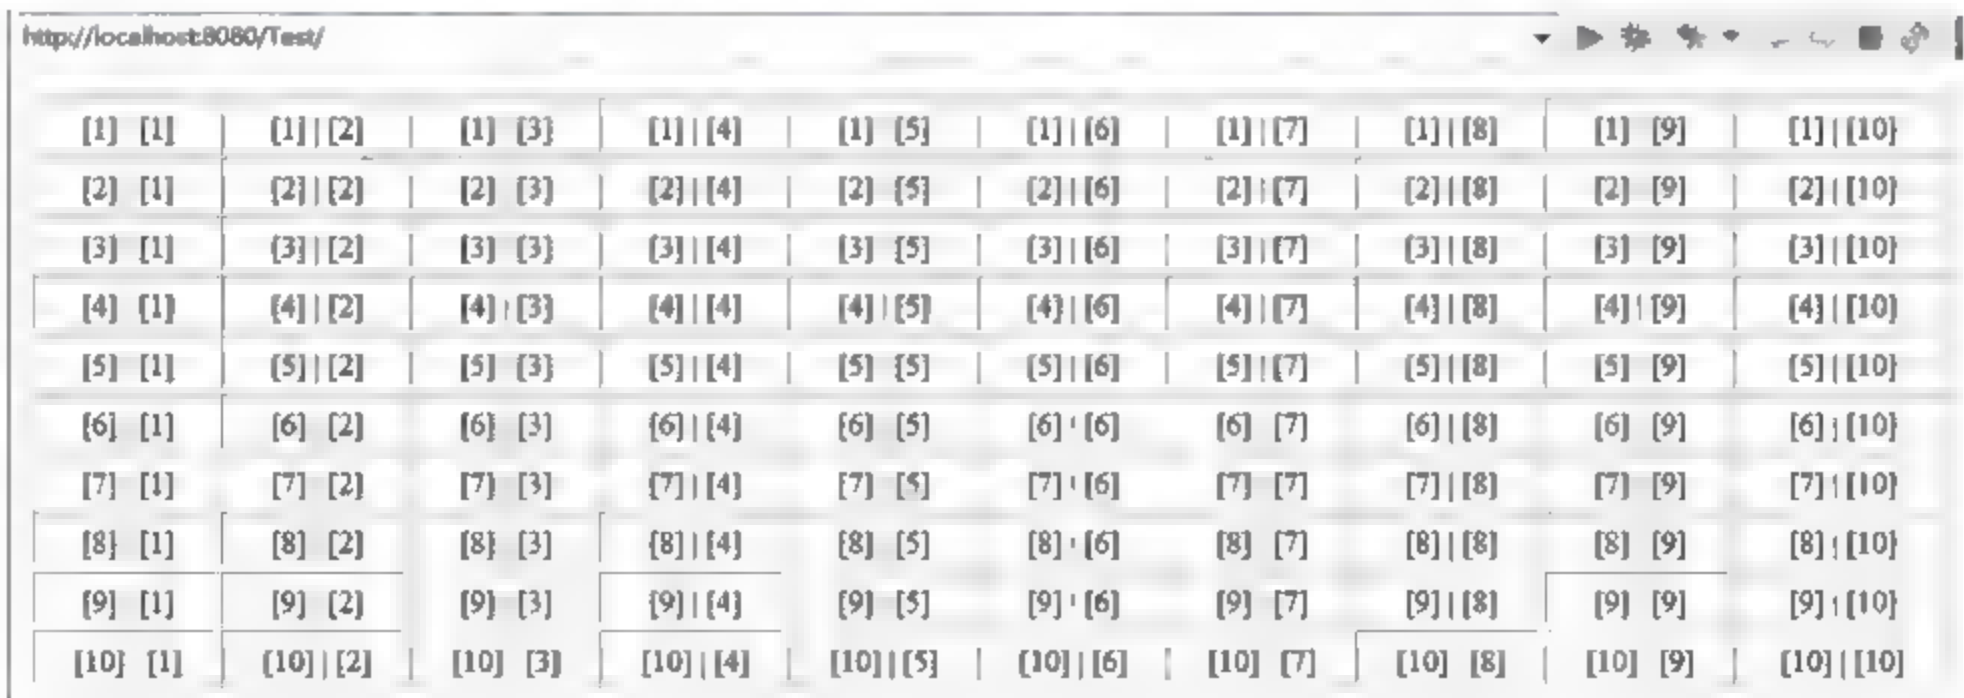 http://localhost:8080/Test/
[1] | [1] [1] | [2] [1] | [3] [1] | [4] [1] | [5] [1] | [6] [1] | [7] [1] | [8] [1] | [9] [1] | [10]
[2] | [1] [2] | [2] [2] | [3] [2] | [4] [2] | [5] [2] | [6] [2] | [7] [2] | [8] [2] | [9] [2] | [10]
[3] | [1] [3] | [2] [3] | [3] [3] | [4] [3] | [5] [3] | [6] [3] | [7] [3] | [8] [3] | [9] [3] | [10]
[4] | [1] [4] | [2] [4] | [3] [4] | [4] [4] | [5] [4] | [6] [4] | [7] [4] | [8] [4] | [9] [4] | [10]
[5] | [1] [5] | [2] [5] | [3] [5] | [4] [5] | [5] [5] | [6] [5] | [7] [5] | [8] [5] | [9] [5] | [10]
[6] | [1] [6] | [2] [6] | [3] [6] | [4] [6] | [5] [6] | [6] [6] | [7] [6] | [8] [6] | [9] [6] | [10]
[7] | [1] [7] | [2] [7] | [3] [7] | [4] [7] | [5] [7] | [6] [7] | [7] [7] | [8] [7] | [9] [7] | [10]
[8] | [1] [8] | [2] [8] | [3] [8] | [4] [8] | [5] [8] | [6] [8] | [7] [8] | [8] [8] | [9] [8] | [10]
[9] | [1] [9] | [2] [9] | [3] [9] | [4] [9] | [5] [9] | [6] [9] | [7] [9] | [8] [9] | [9] [9] | [10]
[10] | [1] [10] | [2] [10] | [3] [10] | [4] [10] | [5] [10] | [6] [10] | [7] [10] | [8] [10] | [9] [10] | [10]